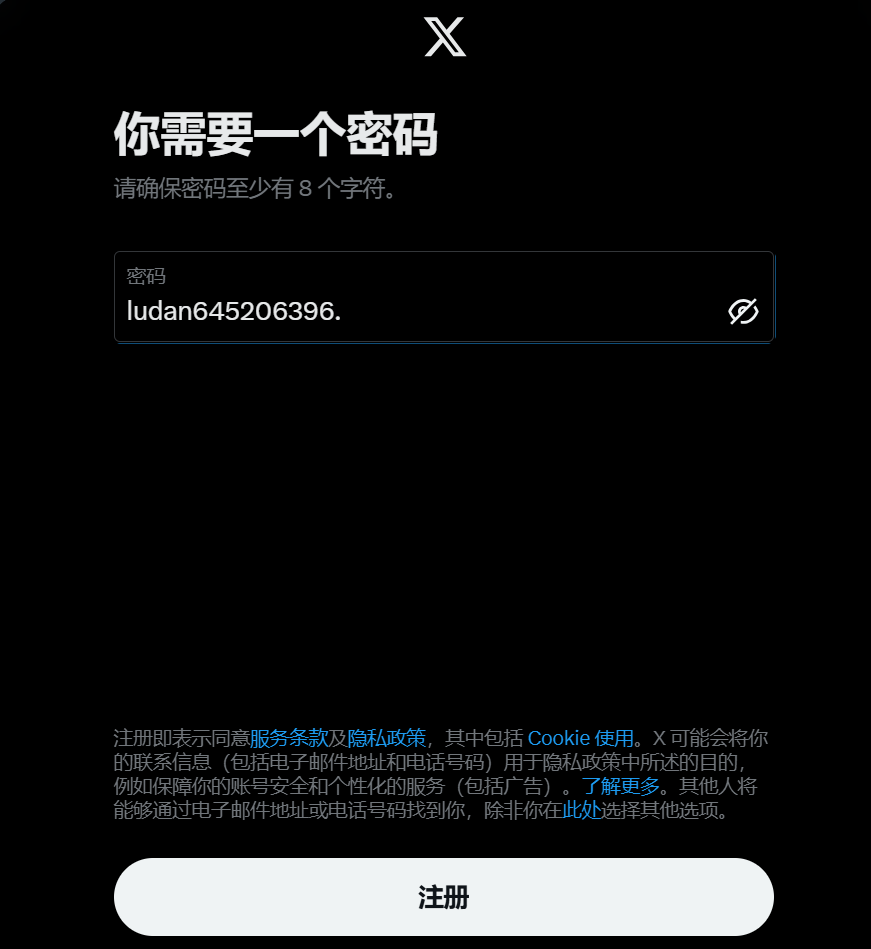 你需要一个密码
请确保密码至少有 8 个字符。
密码
ludan645206396.
注册即表示同意服务条款及隐私政策，其中包括 Cookie 使用。X 可能会将你
的联系信息（包括电子邮件地址和电话号码）用于隐私政策中所述的目的，
例如保障你的账号安全和个性化的服务（包括广告）。了解更多。其他人将
能够通过电子邮件地址或电话号码找到你，除非你在此处选择其他选项。
注册